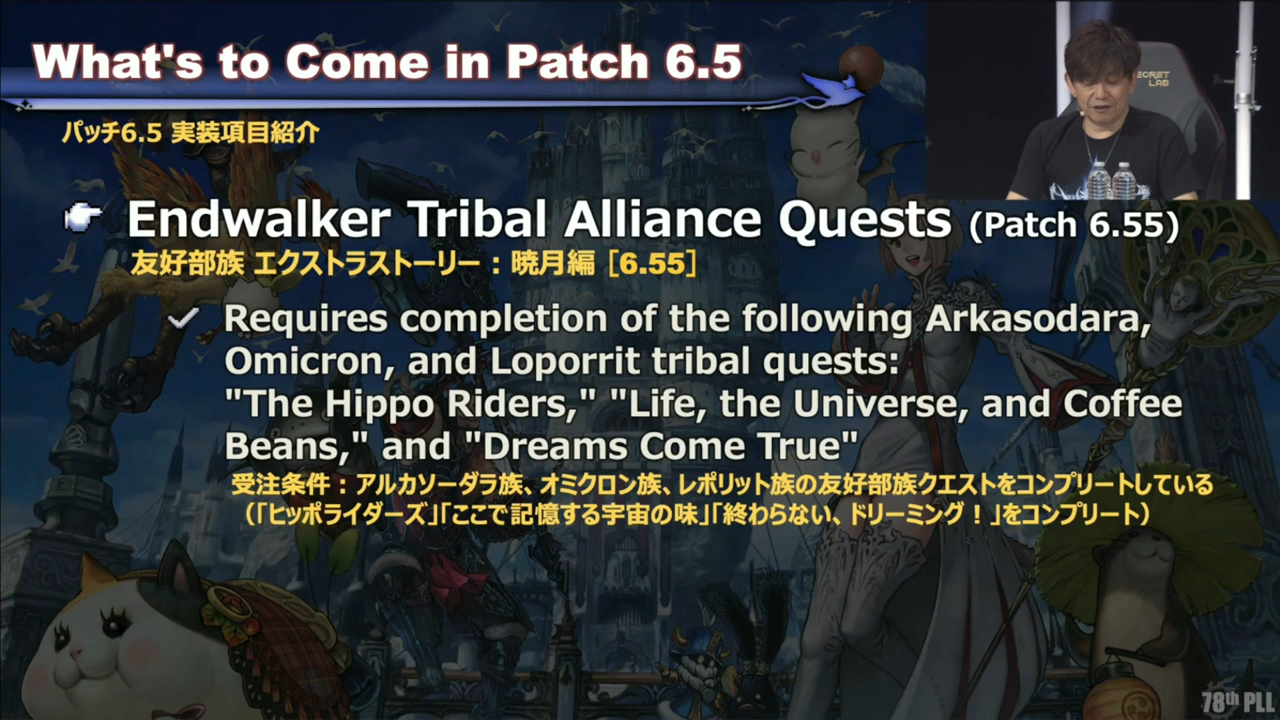 What's to Come in Patch 6.5
パッチ6.5 実装項目紹介
SECRET
LAB
Endwalker Tribal Alliance Quests (Patch 6.55)
友好部族 エクストラストーリー：暁月編［6.55］
Requires completion of the following Arkasodara,
Omicron, and Loporrit tribal quests:
"The Hippo Riders," "Life, the Universe, and Coffee
Beans," and "Dreams Come True"
受注条件：アルカソーダラ族、オミクロン族、レポリット族の友好部族クエストをコンプリートしている
（「ヒッポライダーズ」「ここで記憶する宇宙の味」「終わらない、ドリーミング！」をコンプリート）
78th PLL